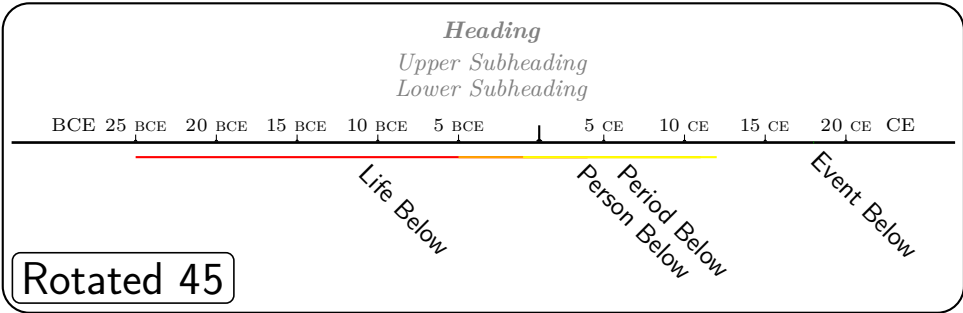 Heading
Upper Subheading
Lower Subheading
BCE 25 BCE 20 BCE 15 BCE 10 BCE 5 BCE 5 CE 10 CE 15 CE 20 CE CE
Life Below
Person Below
Period Below
Event Below
Rotated 45